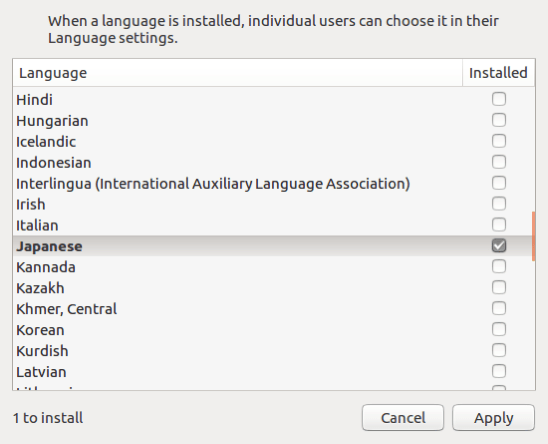 When a language is installed, individual users can choose it in their
Language settings.
Language Installed
Hindi
Hungarian
Icelandic
Indonesian
Interlingua (International Auxiliary Language Association)
Irish
Italian
Japanese
Kannada
Kazakh
Khmer, Central
Korean
Kurdish
Latvian
1 to install Cancel Apply